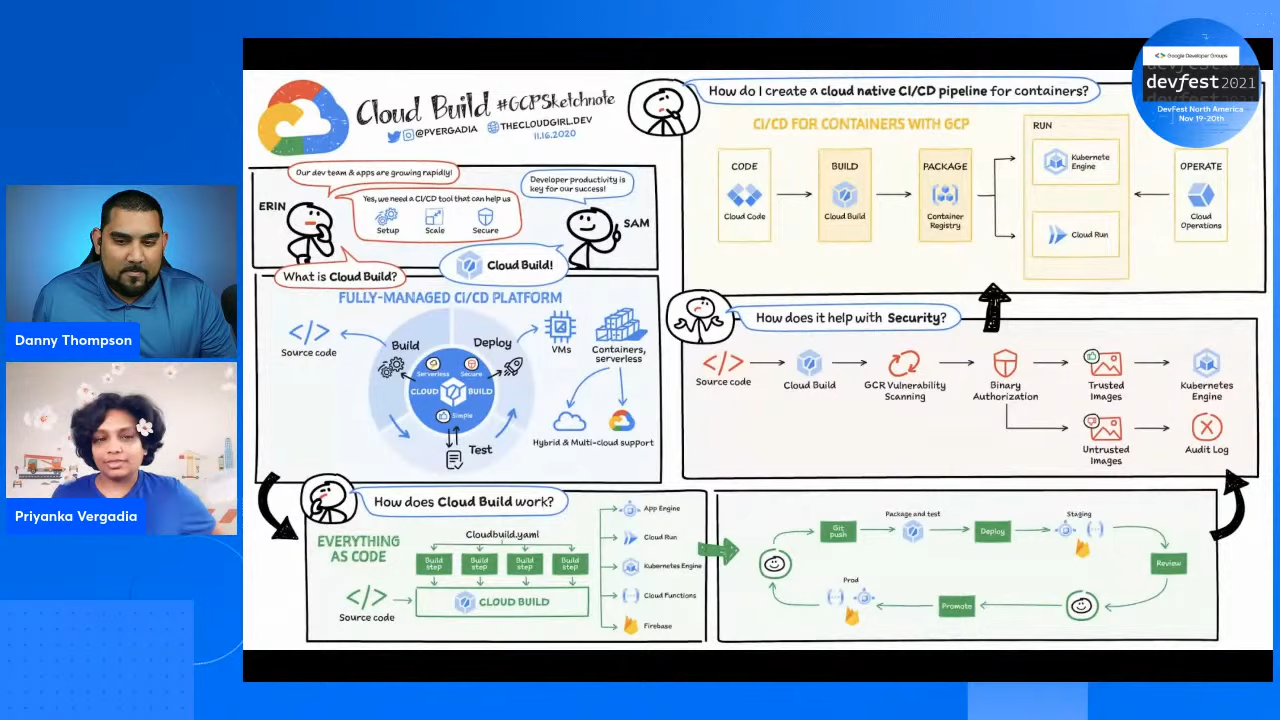 Danny Thompson
Priyanka Vergadia
Google Developer Groups
devfest2021
DevFest North America
Nov 19-20th
Cloud Build #GCPSketchnote
@PVERGADIA
THECLOUDGIRL.DEV
11.16.2020
Our dev team & apps are growing rapidly!
Yes, we need a CI/CD tool that can help us
Setup
Scale
Secure
Developer productivity is
key for our success!
ERIN
SAM
What is Cloud Build?
Cloud Build!
FULLY-MANAGED CI/CD PLATFORM
Source code
Build
Deploy
Test
Serverless
Secure
CLOUD BUILD
Simple
VMs
Containers,
serverless
Hybrid & Multi-cloud support
How does Cloud Build work?
EVERYTHING
AS CODE
Source code
Cloudbuild.yaml
Build
step
Build
step
Build
step
Build
step
CLOUD BUILD
App Engine
Cloud Run
Kubernetes Engine
Cloud Functions
Firebase
Git
push
Package and test
Deploy
Staging
Review
Promote
Prod
How does it help with Security?
Source code
Cloud Build
GCR Vulnerability
Scanning
Binary
Authorization
Trusted
Images
Kubernetes
Engine
Untrusted
Images
Audit Log
How do I create a cloud native CI/CD pipeline for containers?
CI/CD FOR CONTAINERS WITH GCP
CODE
Cloud Code
BUILD
Cloud Build
PACKAGE
Container
Registry
RUN
Kubernete
Engine
Cloud Run
OPERATE
Cloud
Operations